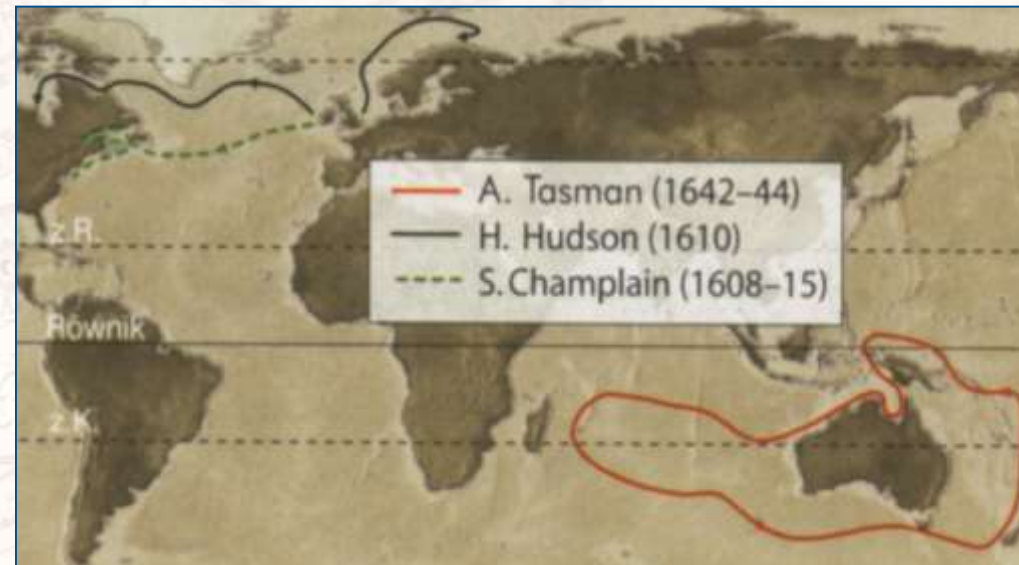 A. Tasman (1642–44)
H. Hudson (1610)
S. Champlain (1608–15)
z.R.
Równik
z.K.